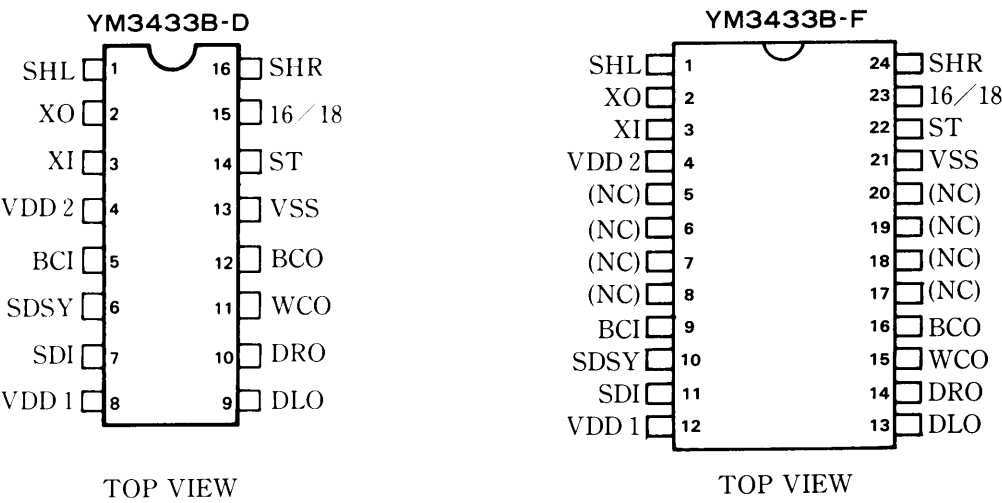 YM3433B-D
SHL 1 16 SHR
XO 2 15 16/18
XI 3 14 ST
VDD 2 4 13 VSS
BCI 5 12 BCO
SDSY 6 11 WCO
SDI 7 10 DRO
VDD 1 8 9 DLO
TOP VIEW
YM3433B-F
SHL 1 24 SHR
XO 2 23 16/18
XI 3 22 ST
VDD 2 4 21 VSS
(NC) 5 20 (NC)
(NC) 6 19 (NC)
(NC) 7 18 (NC)
(NC) 8 17 (NC)
BCI 9 16 BCO
SDSY 10 15 WCO
SDI 11 14 DRO
VDD 1 12 13 DLO
TOP VIEW